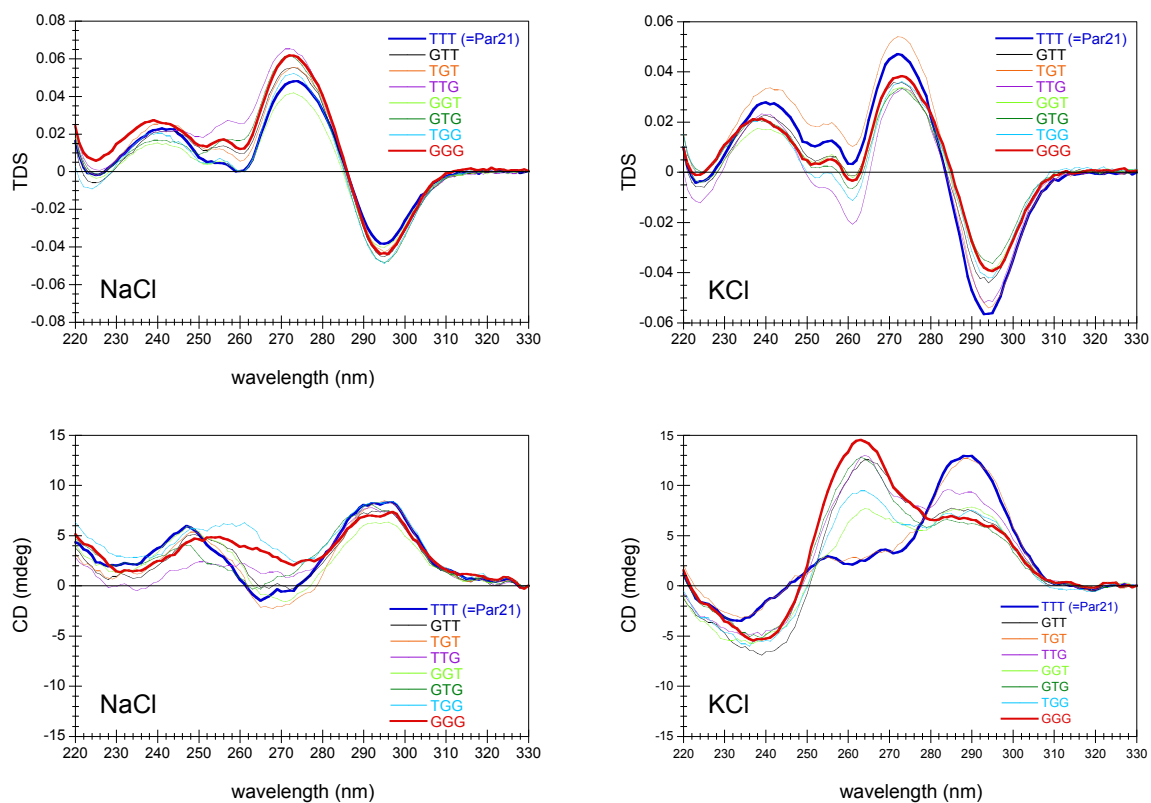 0.08
0.06
0.04
0.02
0
-0.02
-0.04
-0.06
-0.08
TDS
TTT (=Par21)
GTT
TGT
TTG
GGT
GTG
TGG
GGG
NaCl
220 230 240 250 260 270 280 290 300 310 320 330
wavelength (nm)
0.06
0.04
0.02
0
-0.02
-0.04
-0.06
TDS
TTT (=Par21)
GTT
TGT
TTG
GGT
GTG
TGG
GGG
KCl
220 230 240 250 260 270 280 290 300 310 320 330
15
10
5
0
-5
-10
-15
CD (mdeg)
TTT (=Par21)
GTT
TGT
TTG
GGT
GTG
TGG
GGG
NaCl
220 230 240 250 260 270 280 290 300 310 320 330
wavelength (nm)
15
10
5
0
-5
-10
-15
CD (mdeg)
TTT (=Par21)
GTT
TGT
TTG
GGT
GTG
TGG
GGG
KCl
220 230 240 250 260 270 280 290 300 310 320 330
wavelength (nm)